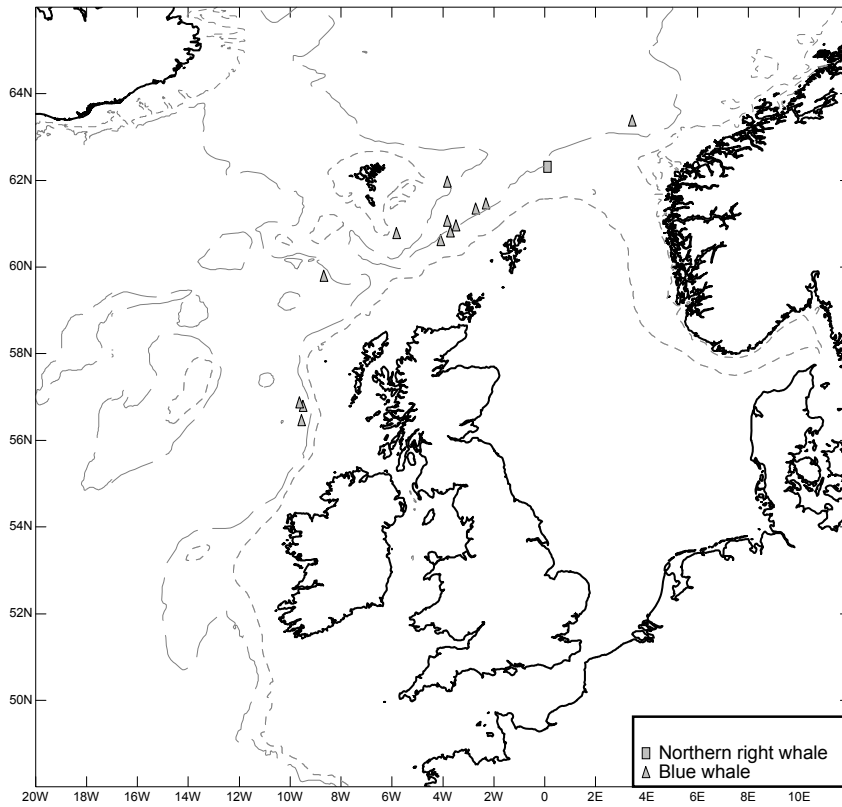 64N
62N
60N
58N
56N
54N
52N
50N
Northern right whale
Blue whale
20W 18W 16W 14W 12W 10W 8W 6W 4W 2W 0 2E 4E 6E 8E 10E